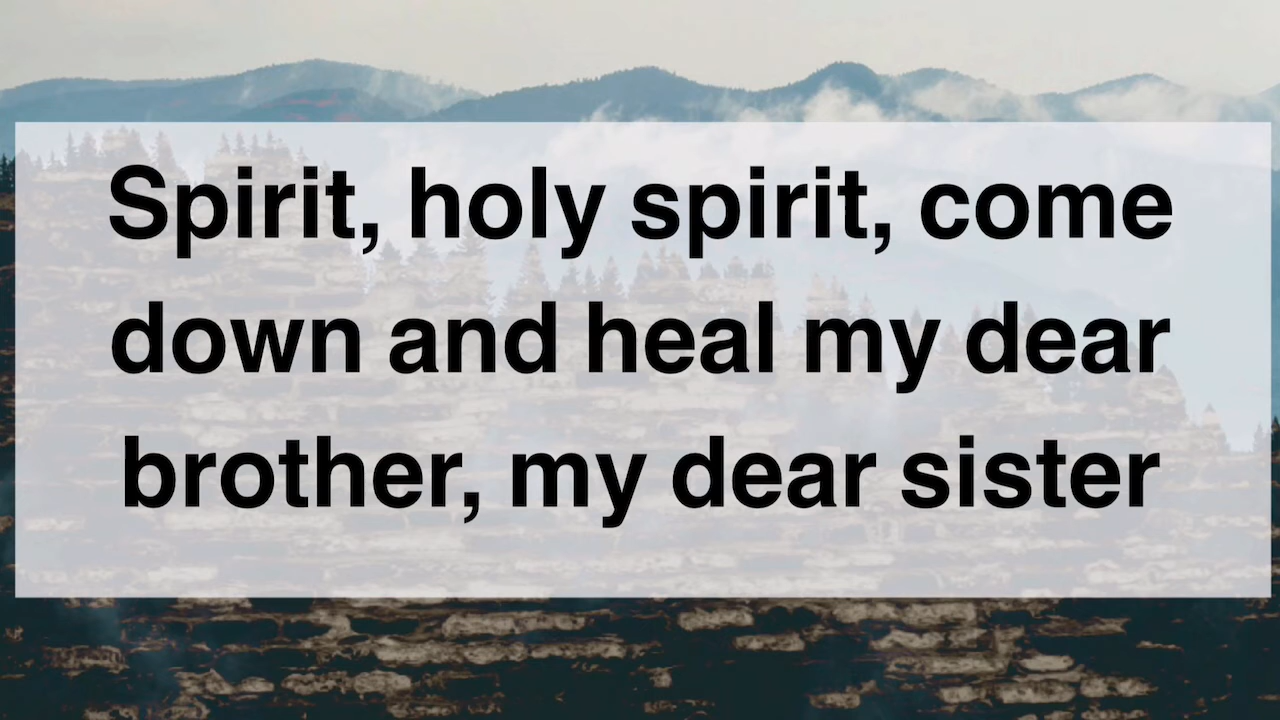 Spirit, holy spirit, come
down and heal my dear
brother, my dear sister